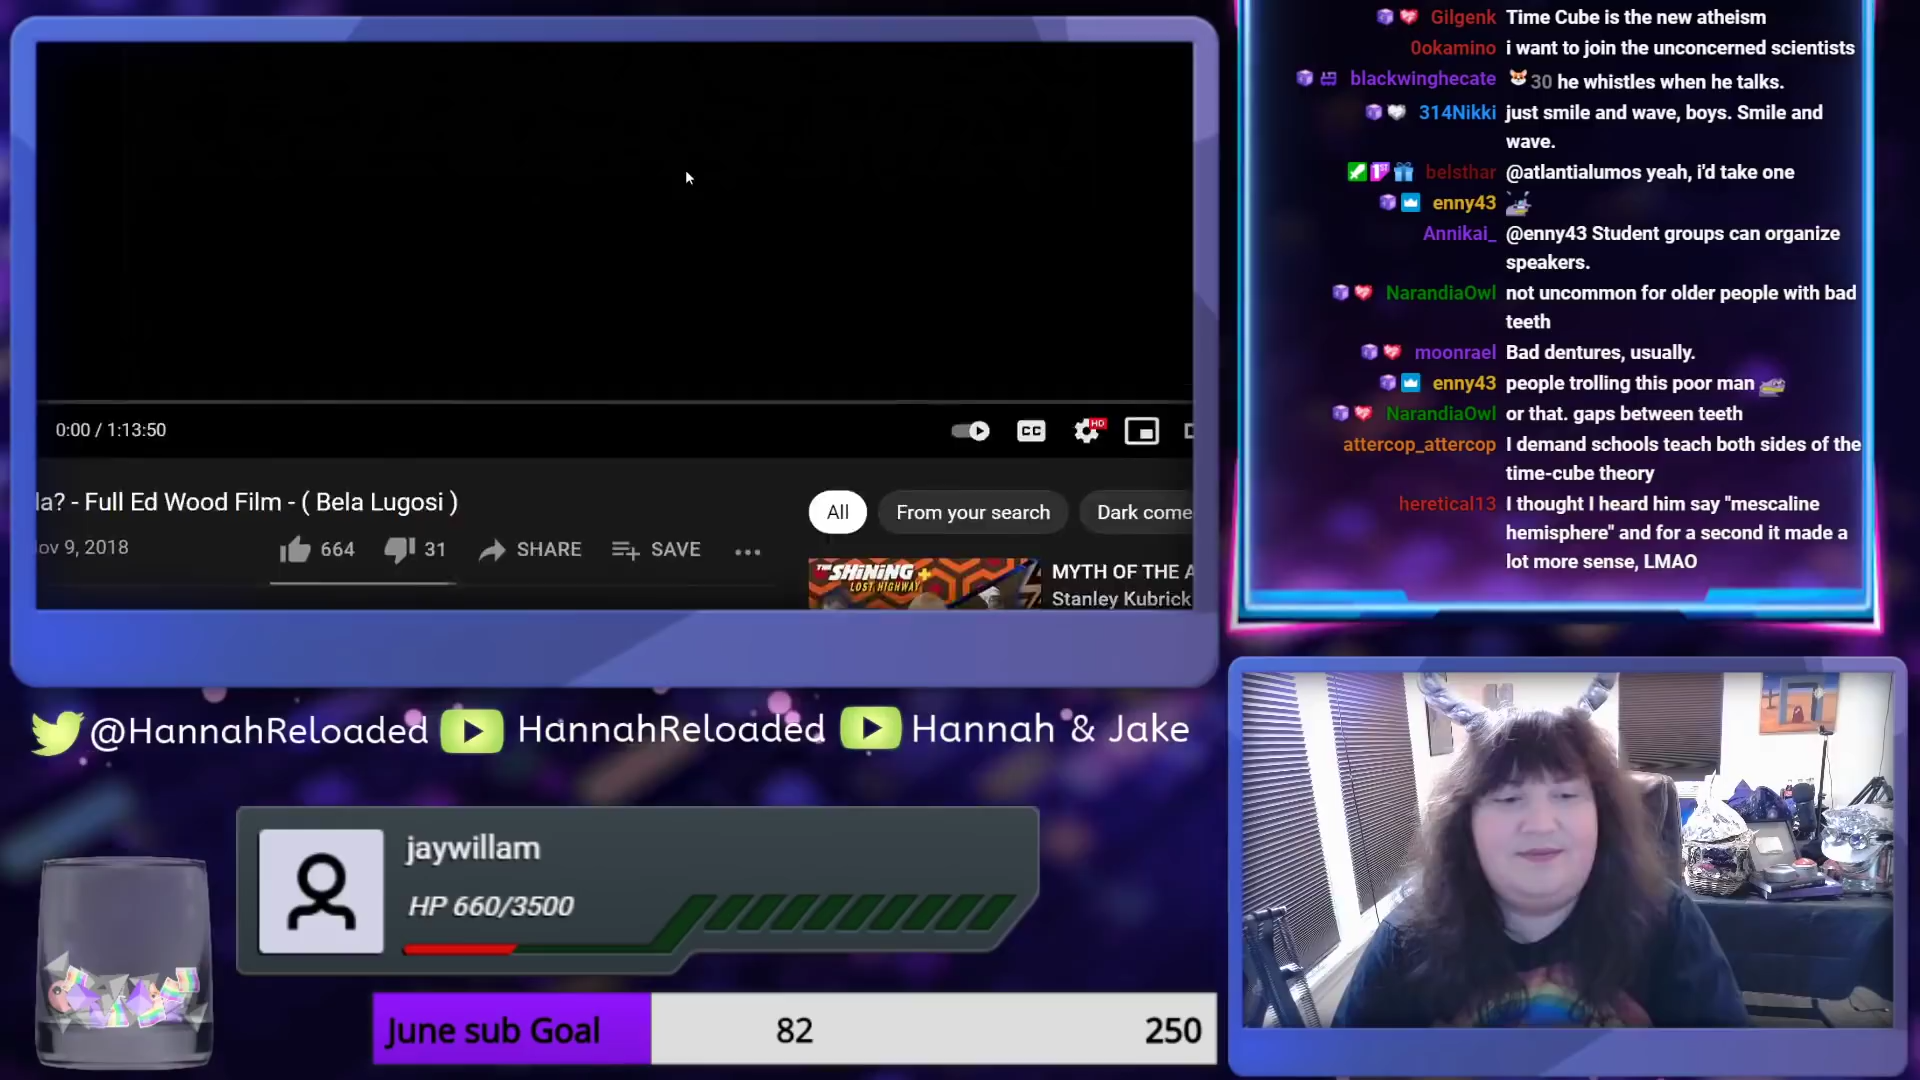 0:00 / 1:13:50
CC
HD
la? - Full Ed Wood Film - ( Bela Lugosi )
ov 9, 2018
664
31
SHARE
SAVE
All
From your search
Dark come
THE SHiNiNG +
LOST HIGHWAY
MYTH OF THE A
Stanley Kubrick
Gilgenk Time Cube is the new atheism
0okamino i want to join the unconcerned scientists
blackwinghecate 30 he whistles when he talks.
314Nikki just smile and wave, boys. Smile and
wave.
1ST belsthar @atlantialumos yeah, i'd take one
enny43
Annikai_ @enny43 Student groups can organize
speakers.
NarandiaOwl not uncommon for older people with bad
teeth
moonrael Bad dentures, usually.
enny43 people trolling this poor man
NarandiaOwl or that. gaps between teeth
attercop_attercop I demand schools teach both sides of the
time-cube theory
heretical13 I thought I heard him say "mescaline
hemisphere" and for a second it made a
lot more sense, LMAO
@HannahReloaded HannahReloaded Hannah & Jake
jaywillam
HP 660/3500
June sub Goal 82 250